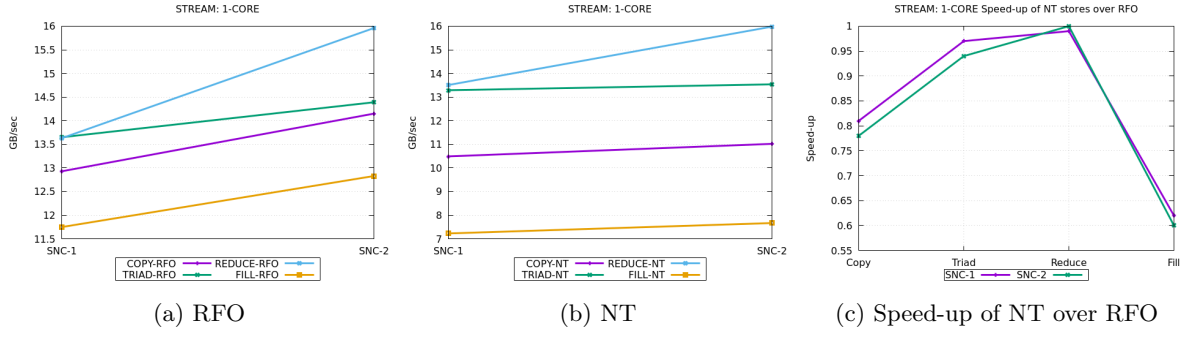 STREAM: 1-CORE
16
15.5
15
14.5
14
13.5
13
12.5
12
11.5
GB/sec
SNC-1
SNC-2
COPY-RFO
REDUCE-RFO
TRIAD-RFO
FILL-RFO
(a) RFO
STREAM: 1-CORE
16
15
14
13
12
11
10
9
8
7
GB/sec
SNC-1
SNC-2
COPY-NT
REDUCE-NT
TRIAD-NT
FILL-NT
(b) NT
STREAM: 1-CORE Speed-up of NT stores over RFO
1
0.95
0.9
0.85
0.8
0.75
0.7
0.65
0.6
0.55
Speed-up
Copy
Triad
Reduce
Fill
SNC-1
SNC-2
(c) Speed-up of NT over RFO